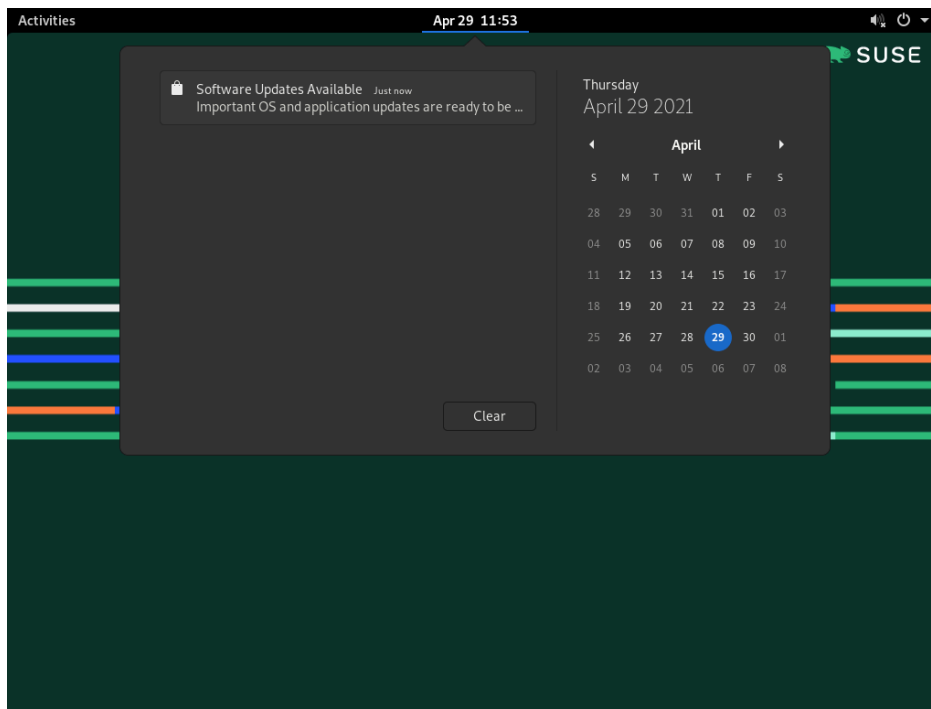 Activities
Apr 29 11:53
SUSE
Software Updates Available Just now
Important OS and application updates are ready to be ...
Clear
Thursday
April 29 2021
April
S M T W T F S
28 29 30 31 01 02 03
04 05 06 07 08 09 10
11 12 13 14 15 16 17
18 19 20 21 22 23 24
25 26 27 28 29 30 01
02 03 04 05 06 07 08